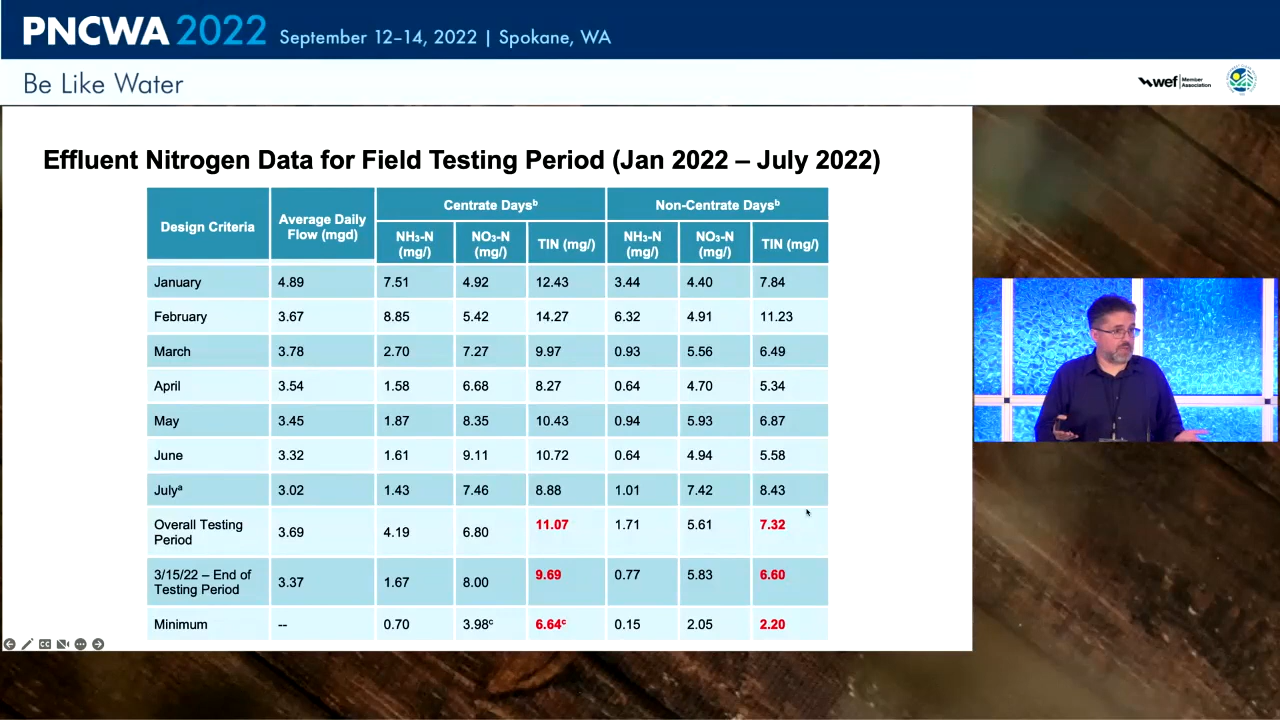 PNCWA 2022 September 12–14, 2022 | Spokane, WA
Be Like Water
wef Member Association
Effluent Nitrogen Data for Field Testing Period (Jan 2022 – July 2022)
Design Criteria
Average Daily Flow (mgd)
Centrate Daysᵇ
Non-Centrate Daysᵇ
NH₃-N (mg/)
NO₃-N (mg/)
TIN (mg/)
NH₃-N (mg/)
NO₃-N (mg/)
TIN (mg/)
January 4.89 7.51 4.92 12.43 3.44 4.40 7.84
February 3.67 8.85 5.42 14.27 6.32 4.91 11.23
March 3.78 2.70 7.27 9.97 0.93 5.56 6.49
April 3.54 1.58 6.68 8.27 0.64 4.70 5.34
May 3.45 1.87 8.35 10.43 0.94 5.93 6.87
June 3.32 1.61 9.11 10.72 0.64 4.94 5.58
Julyᵃ 3.02 1.43 7.46 8.88 1.01 7.42 8.43
Overall Testing Period 3.69 4.19 6.80 11.07 1.71 5.61 7.32
3/15/22 – End of Testing Period 3.37 1.67 8.00 9.69 0.77 5.83 6.60
Minimum -- 0.70 3.98ᶜ 6.64ᶜ 0.15 2.05 2.20